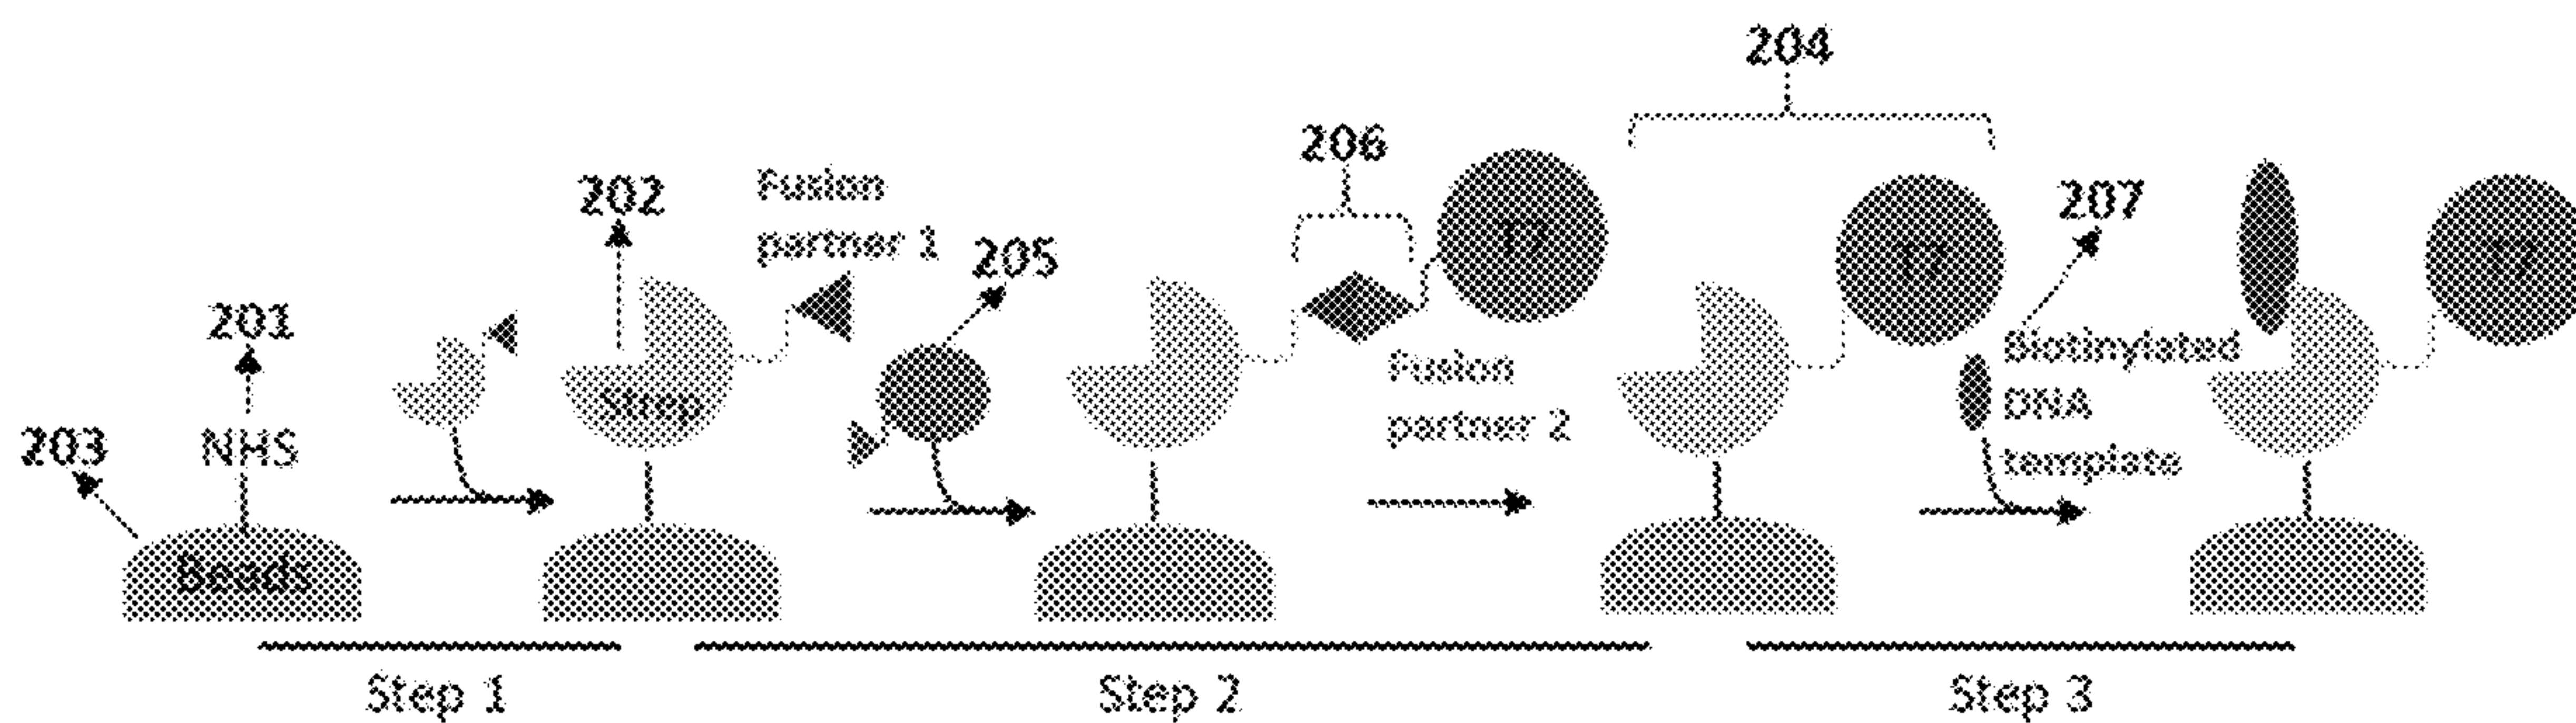 204
206
202
Fusion
partner 1
207
205
T7
T7
T7
201
Biotinylated
DNA
template
Fusion
partner 2
Strep
203
NHS
Beads
Step 1
Step 2
Step 3